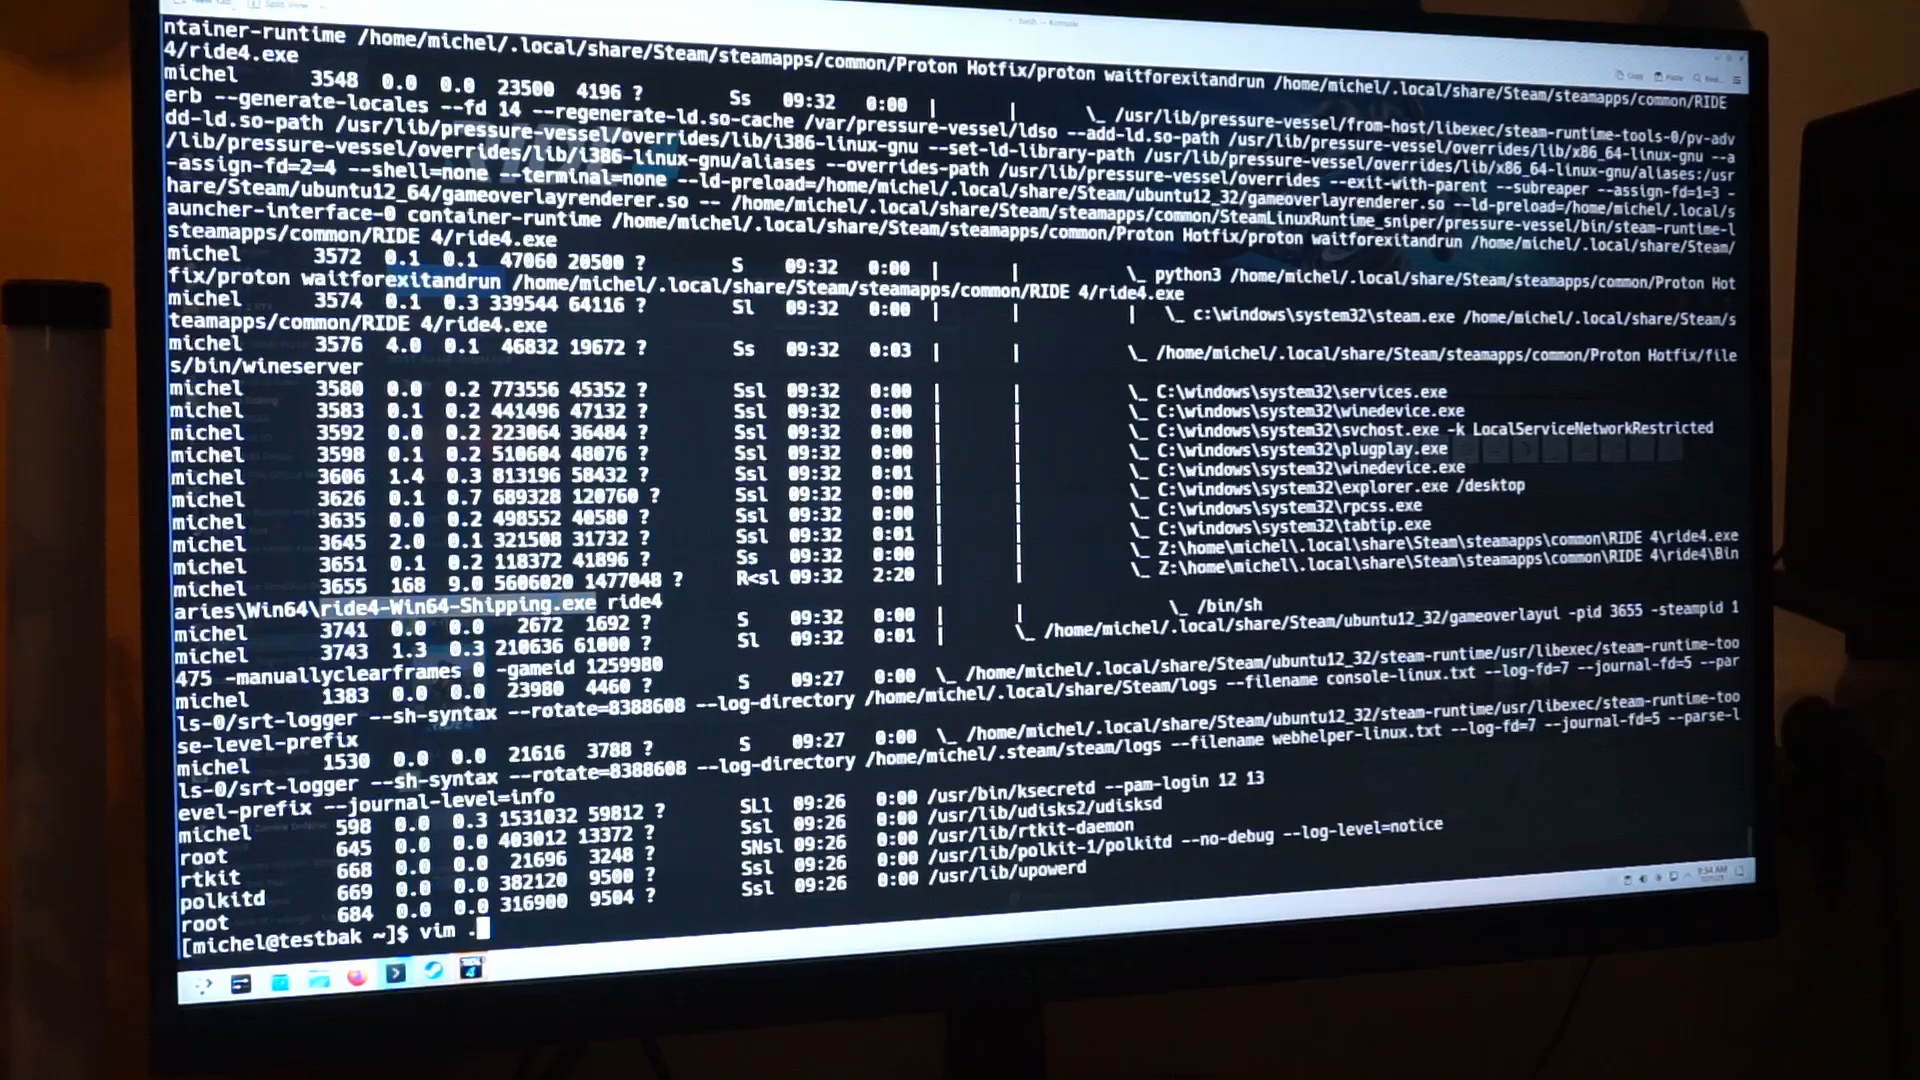 New Tab Split View
~ : bash — Konsole
Copy Paste Find...
ntainer-runtime /home/michel/.local/share/Steam/steamapps/common/Proton Hotfix/proton waitforexitandrun /home/michel/.local/share/Steam/steamapps/common/RIDE
4/ride4.exe
michel 3548 0.0 0.0 23500 4196 ? Ss 09:32 0:00 | | \_ /usr/lib/pressure-vessel/from-host/libexec/steam-runtime-tools-0/pv-adv
erb --generate-locales --fd 14 --regenerate-ld.so-cache /var/pressure-vessel/ldso --add-ld.so-path /usr/lib/pressure-vessel/overrides/lib/x86_64-linux-gnu --a
dd-ld.so-path /usr/lib/pressure-vessel/overrides/lib/i386-linux-gnu --set-ld-library-path /usr/lib/pressure-vessel/overrides/lib/x86_64-linux-gnu/aliases:/usr
/lib/pressure-vessel/overrides/lib/i386-linux-gnu/aliases --overrides-path /usr/lib/pressure-vessel/overrides --exit-with-parent --subreaper --assign-fd=1=3 -
-assign-fd=2=4 --shell=none --terminal=none --ld-preload=/home/michel/.local/share/Steam/ubuntu12_32/gameoverlayrenderer.so --ld-preload=/home/michel/.local/s
hare/Steam/ubuntu12_64/gameoverlayrenderer.so -- /home/michel/.local/share/Steam/steamapps/common/SteamLinuxRuntime_sniper/pressure-vessel/bin/steam-runtime-l
auncher-interface-0 container-runtime /home/michel/.local/share/Steam/steamapps/common/Proton Hotfix/proton waitforexitandrun /home/michel/.local/share/Steam/
steamapps/common/RIDE 4/ride4.exe
michel 3572 0.1 0.1 47060 20500 ? S 09:32 0:00 | | \_ python3 /home/michel/.local/share/Steam/steamapps/common/Proton Hot
fix/proton waitforexitandrun /home/michel/.local/share/Steam/steamapps/common/RIDE 4/ride4.exe
michel 3574 0.1 0.3 339544 64116 ? Sl 09:32 0:00 | | | \_ c:\windows\system32\steam.exe /home/michel/.local/share/Steam/s
teamapps/common/RIDE 4/ride4.exe
michel 3576 4.0 0.1 46832 19672 ? Ss 09:32 0:03 | | \_ /home/michel/.local/share/Steam/steamapps/common/Proton Hotfix/file
s/bin/wineserver
michel 3580 0.0 0.2 773556 45352 ? Ssl 09:32 0:00 | | \_ C:\windows\system32\services.exe
michel 3583 0.1 0.2 441496 47132 ? Ssl 09:32 0:00 | | \_ C:\windows\system32\winedevice.exe
michel 3592 0.0 0.2 223064 36484 ? Ssl 09:32 0:00 | | \_ C:\windows\system32\svchost.exe -k LocalServiceNetworkRestricted
michel 3598 0.1 0.2 510604 48076 ? Ssl 09:32 0:00 | | \_ C:\windows\system32\plugplay.exe
michel 3606 1.4 0.3 813196 58432 ? Ssl 09:32 0:01 | | \_ C:\windows\system32\winedevice.exe
michel 3626 0.1 0.7 689328 120760 ? Ssl 09:32 0:00 | | \_ C:\windows\system32\explorer.exe /desktop
michel 3635 0.0 0.2 498552 40580 ? Ssl 09:32 0:00 | | \_ C:\windows\system32\rpcss.exe
michel 3645 2.0 0.1 321508 31732 ? Ssl 09:32 0:01 | | \_ C:\windows\system32\tabtip.exe
michel 3651 0.1 0.2 118372 41896 ? Ss 09:32 0:00 | | \_ Z:\home\michel\.local\share\Steam\steamapps\common\RIDE 4\ride4.exe
michel 3655 168 9.0 5606020 1477048 ? R<sl 09:32 2:20 | | \_ Z:\home\michel\.local\share\Steam\steamapps\common\RIDE 4\ride4\Bin
aries\Win64\ride4-Win64-Shipping.exe ride4
michel 3741 0.0 0.0 2672 1692 ? S 09:32 0:00 | | \_ /bin/sh
michel 3743 1.3 0.3 210636 61000 ? Sl 09:32 0:01 | \_ /home/michel/.local/share/Steam/ubuntu12_32/gameoverlayui -pid 3655 -steampid 1
475 -manuallyclearframes 0 -gameid 1259980
michel 1383 0.0 0.0 23980 4460 ? S 09:27 0:00 \_ /home/michel/.local/share/Steam/ubuntu12_32/steam-runtime/usr/libexec/steam-runtime-too
ls-0/srt-logger --sh-syntax --rotate=8388608 --log-directory /home/michel/.local/share/Steam/logs --filename console-linux.txt --log-fd=7 --journal-fd=5 --par
se-level-prefix
michel 1530 0.0 0.0 21616 3788 ? S 09:27 0:00 \_ /home/michel/.local/share/Steam/ubuntu12_32/steam-runtime/usr/libexec/steam-runtime-too
ls-0/srt-logger --sh-syntax --rotate=8388608 --log-directory /home/michel/.steam/steam/logs --filename webhelper-linux.txt --log-fd=7 --journal-fd=5 --parse-l
evel-prefix --journal-level=info
michel 598 0.0 0.3 1531032 59812 ? SLl 09:26 0:00 /usr/bin/ksecretd --pam-login 12 13
root 645 0.0 0.0 403012 13372 ? Ssl 09:26 0:00 /usr/lib/udisks2/udisksd
rtkit 668 0.0 0.0 21696 3248 ? SNsl 09:26 0:00 /usr/lib/rtkit-daemon
polkitd 669 0.0 0.0 382120 9500 ? Ssl 09:26 0:00 /usr/lib/polkit-1/polkitd --no-debug --log-level=notice
root 684 0.0 0.0 316900 9504 ? Ssl 09:26 0:00 /usr/lib/upowerd
[michel@testbak ~]$ vim .
9:34 AM